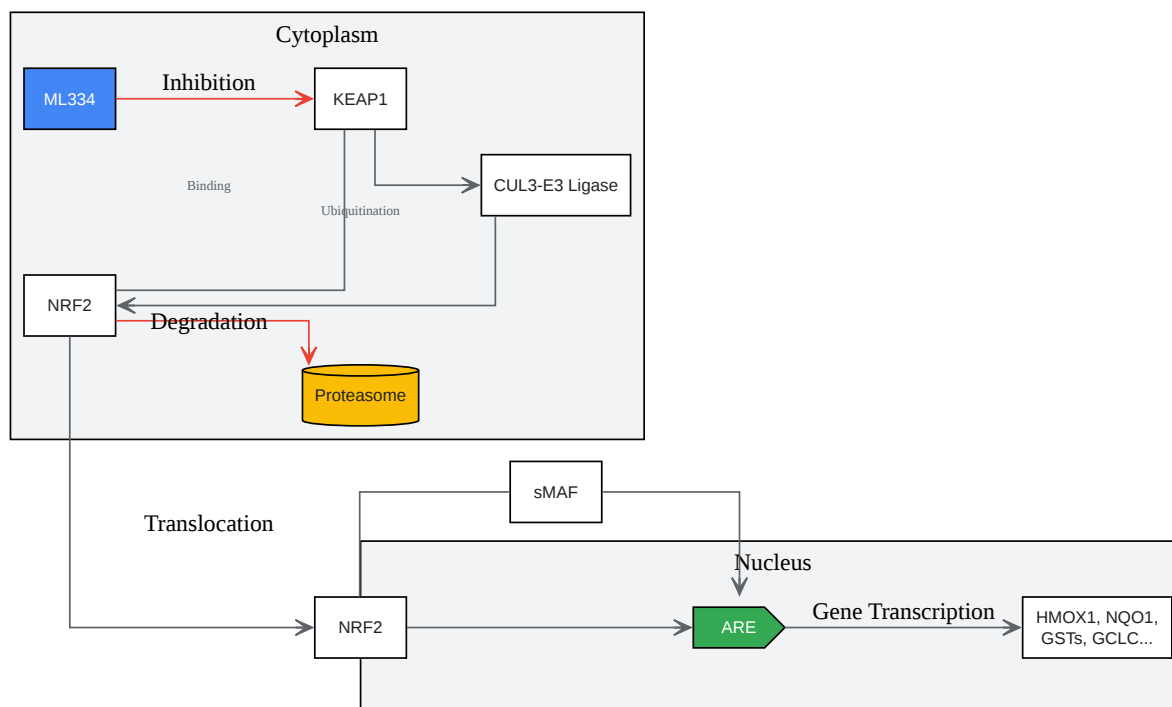 Cytoplasm
Inhibition
ML334
KEAP1
CUL3-E3 Ligase
Binding
Ubiquitination
NRF2
Degradation
Proteasome
sMAF
Translocation
Nucleus
NRF2
ARE
Gene Transcription
HMOX1, NQO1,
GSTs, GCLC...